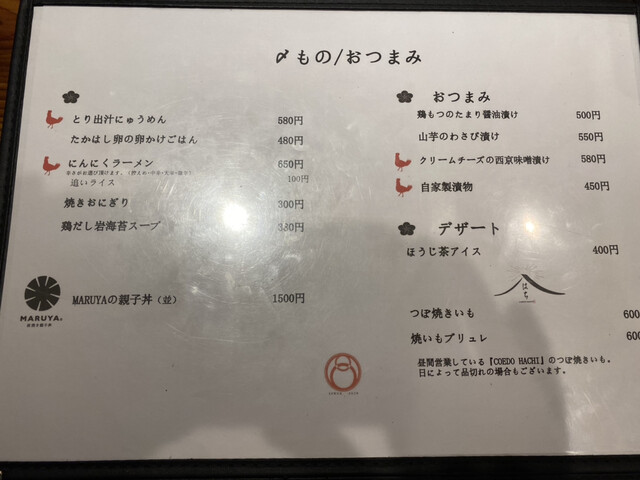 〆もの/おつまみ
とり出汁にゅうめん 580円
たかはし卵の卵かけごはん 480円
にんにくラーメン 650円
追いライス 100円
焼きおにぎり 300円
鶏だし岩海苔スープ 380円
MARUYAの親子丼（並） 1500円
MARUYA
おつまみ
鶏もつのたまり醤油漬け 500円
山芋のわさび漬け 550円
クリームチーズの西京味噌漬け 580円
自家製漬物 450円
デザート
ほうじ茶アイス 400円
はち
つぼ焼きいも 600
焼いもブリュレ 600
昼間営業している【COEDO HACHI】のつぼ焼きいも。
日によって品切れの場合もございます。